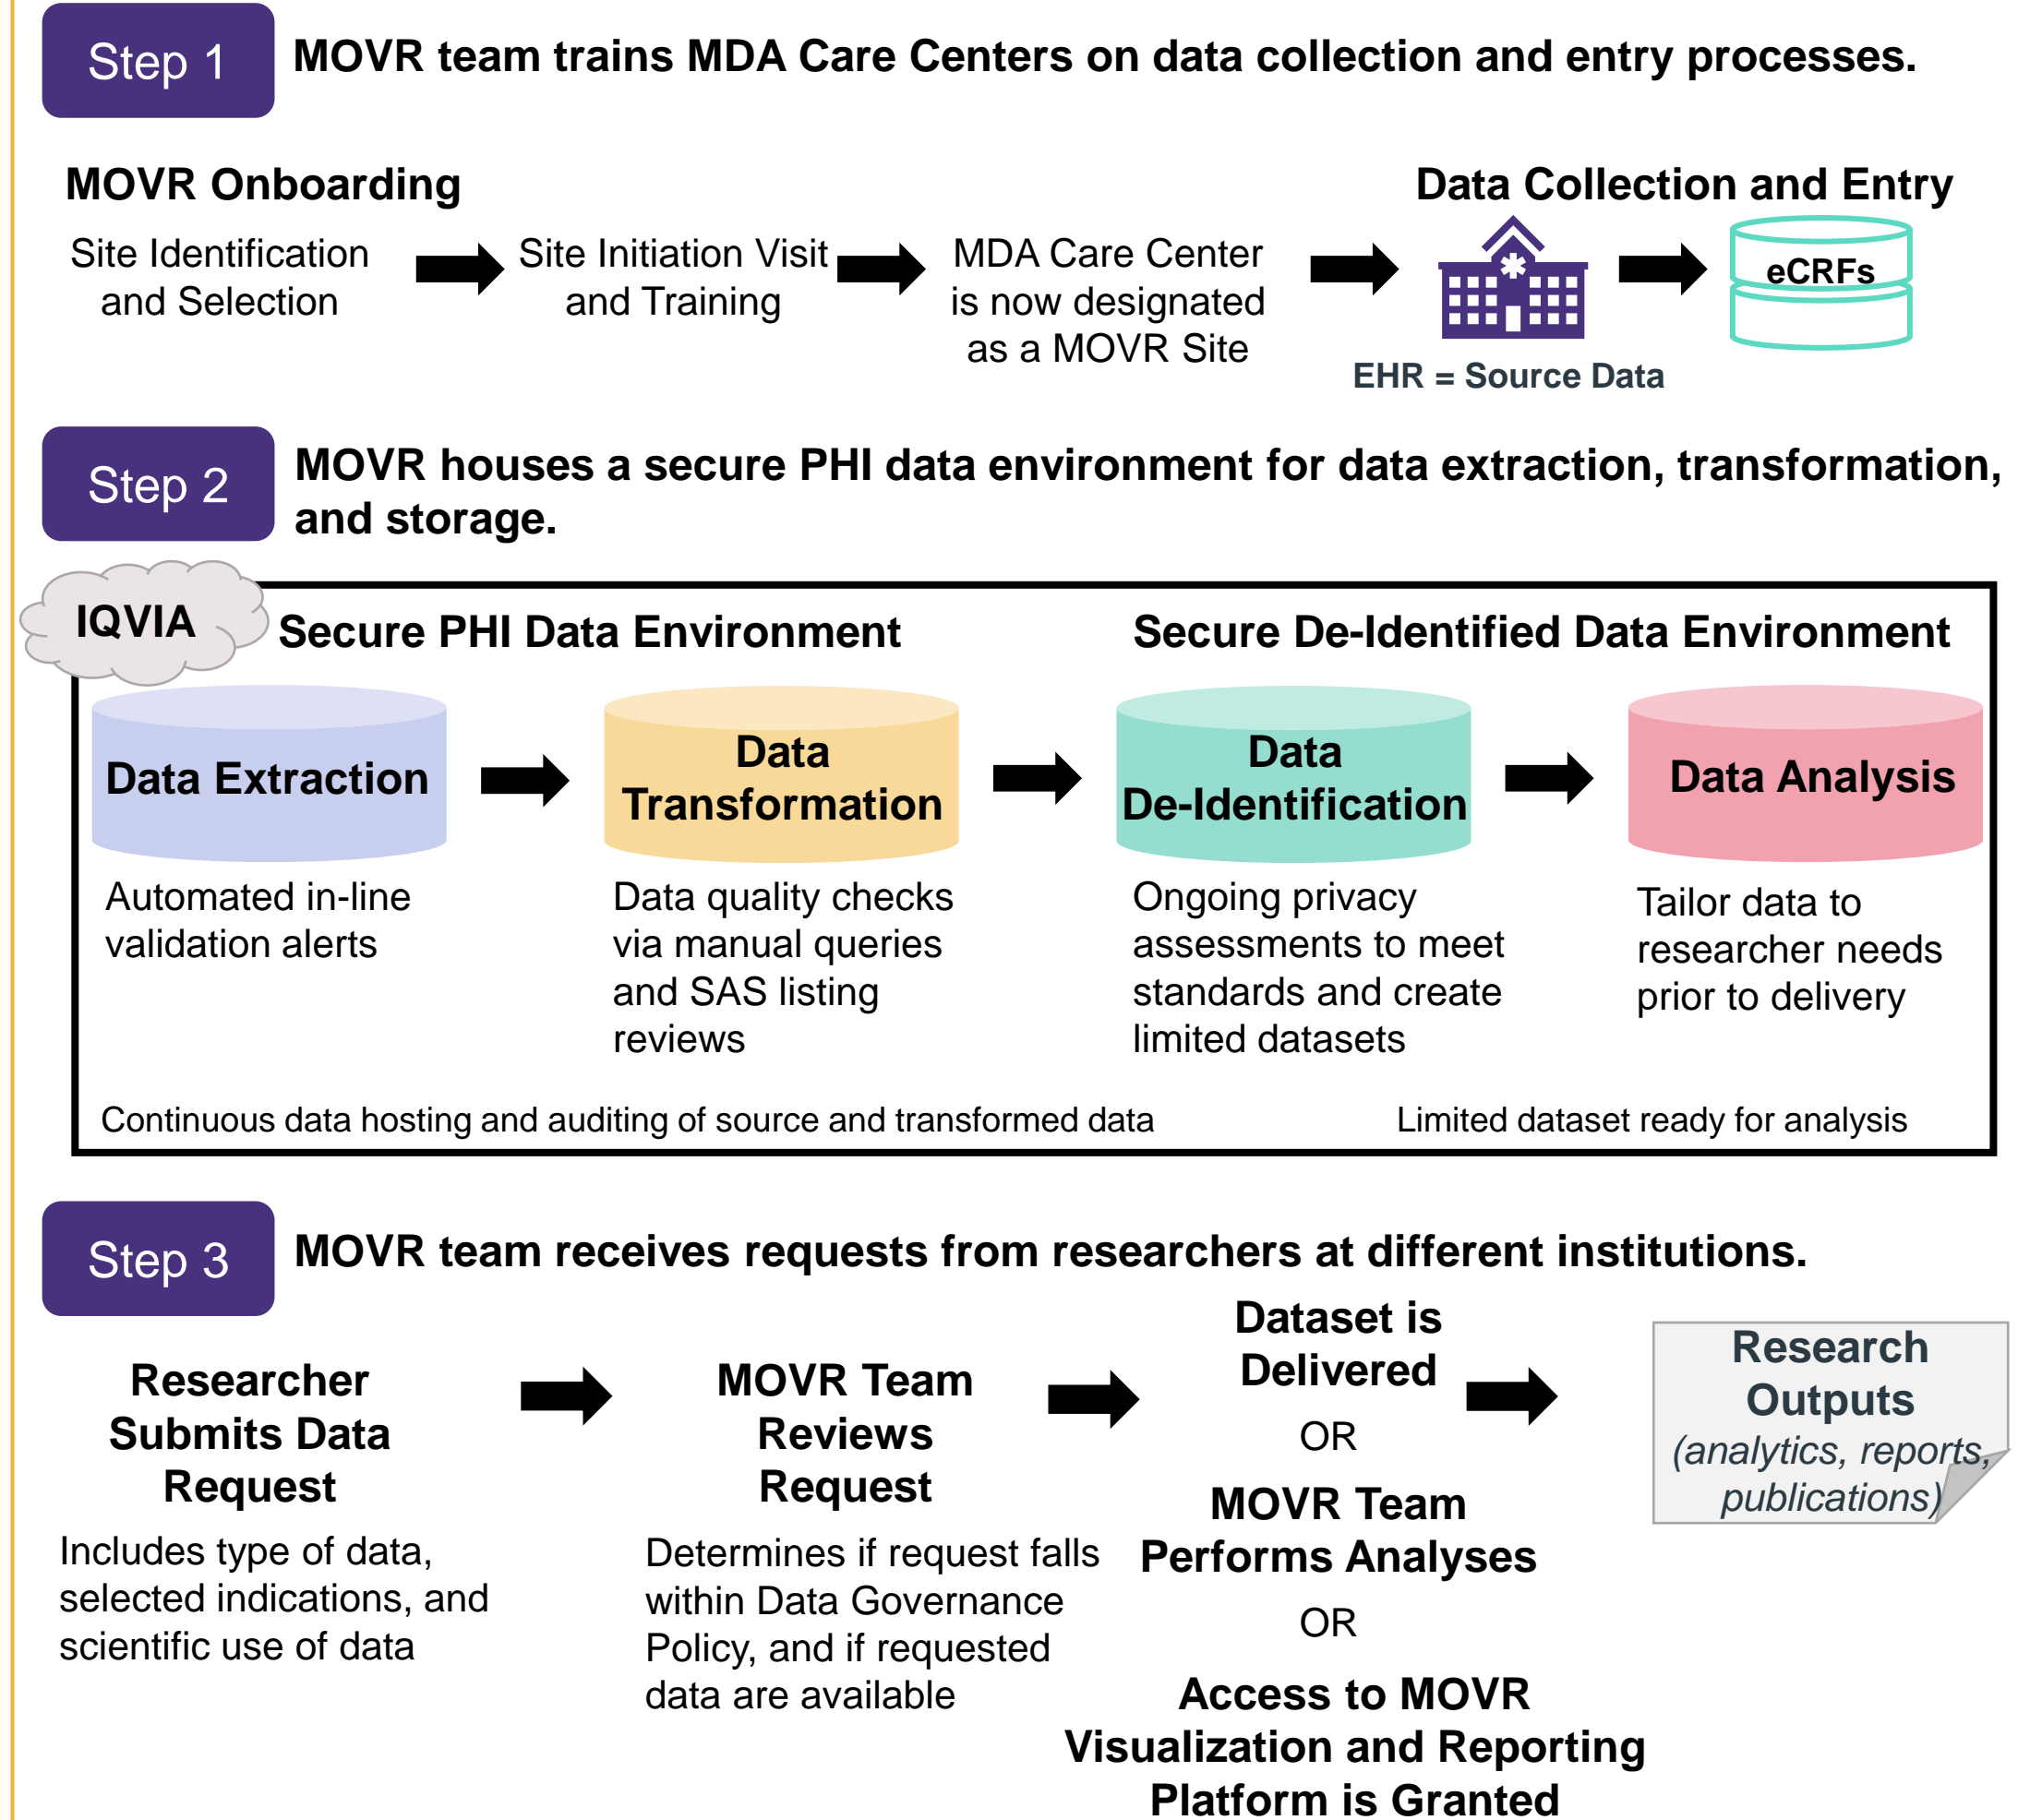 Step 1
MOVR team trains MDA Care Centers on data collection and entry processes.
MOVR Onboarding
Site Identification
and Selection
Site Initiation Visit
and Training
MDA Care Center
is now designated
as a MOVR Site
Data Collection and Entry
EHR = Source Data
eCRFs
Step 2
MOVR houses a secure PHI data environment for data extraction, transformation,
and storage.
IQVIA
Secure PHI Data Environment
Secure De-Identified Data Environment
Data Extraction
Automated in-line
validation alerts
Data
Transformation
Data quality checks
via manual queries
and SAS listing
reviews
Data
De-Identification
Ongoing privacy
assessments to meet
standards and create
limited datasets
Data Analysis
Tailor data to
researcher needs
prior to delivery
Continuous data hosting and auditing of source and transformed data
Limited dataset ready for analysis
Step 3
MOVR team receives requests from researchers at different institutions.
Researcher
Submits Data
Request
Includes type of data,
selected indications, and
scientific use of data
MOVR Team
Reviews
Request
Determines if request falls
within Data Governance
Policy, and if requested
data are available
Dataset is
Delivered
OR
MOVR Team
Performs Analyses
OR
Access to MOVR
Visualization and Reporting
Platform is Granted
Research
Outputs
(analytics, reports,
publications)